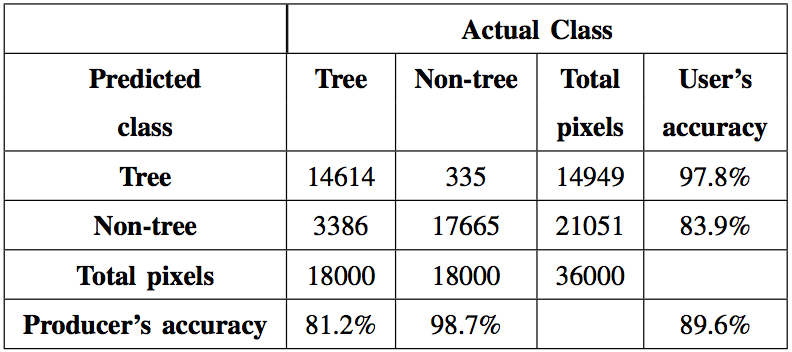 Actual Class
Predicted class Tree Non-tree Total pixels User's accuracy
Tree 14614 335 14949 97.8%
Non-tree 3386 17665 21051 83.9%
Total pixels 18000 18000 36000
Producer's accuracy 81.2% 98.7% 89.6%